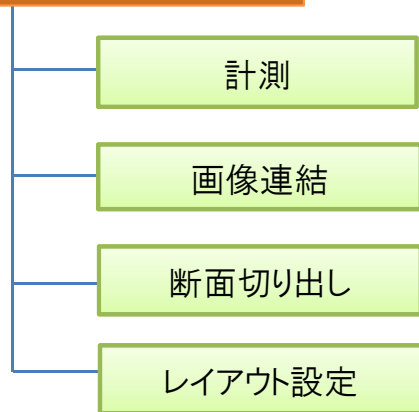 計測
画像連結
断面切り出し
レイアウト設定